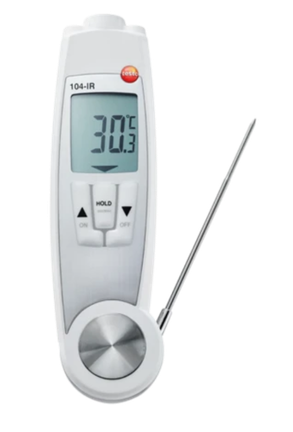 testo
104-IR
30.3°C
HOLD
ON
OFF